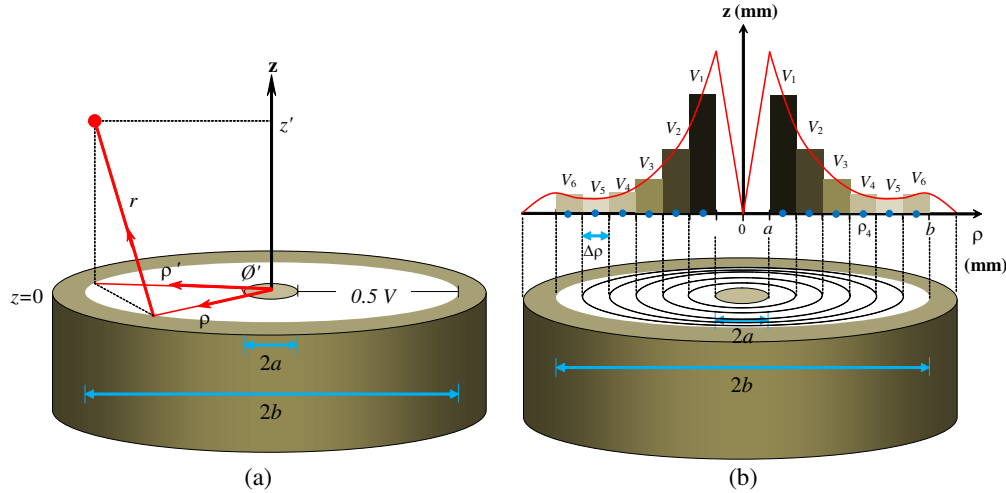 z
z'
r
ρ'
Ø'
z=0
0.5 V
ρ
2a
2b
(a)
z (mm)
V1
V1
V2
V2
V3
V3
V6
V5
V4
V4
V5
V6
0
a
ρ4
b
ρ
Δρ
(mm)
2a
2b
(b)